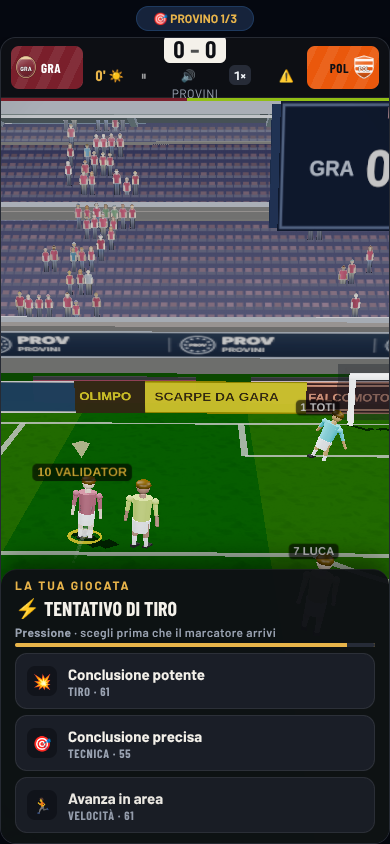 🎯 PROVINO 1/3
GRA
GRA
0'
0 - 0
1×
POL
POL
PROVINI
GRA 0
PROV
PROVINI
PROV
PROVINI
OLIMPO
SCARPE DA GARA
FALCOMOTO
1 TOTI
10 VALIDATOR
7 LUCA
LA TUA GIOCATA
⚡ TENTATIVO DI TIRO
Pressione · scegli prima che il marcatore arrivi
Conclusione potente
TIRO · 61
Conclusione precisa
TECNICA · 55
Avanza in area
VELOCITÀ · 61